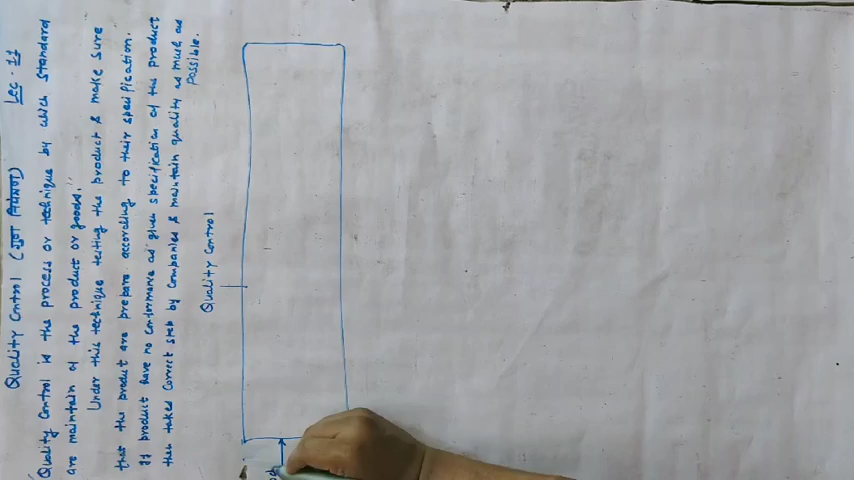 Quality Control (गुण नियंत्रण) Lec. 11
"Quality Control is the process or technique by which standard
are maintain of the product or goods."
Under this technique testing the product & make sure
that the product are prepare according to their specification.
If product have no conformance as given specification of the product
then taked correct step by companies & maintain quality as much as
possible.
Quality Control